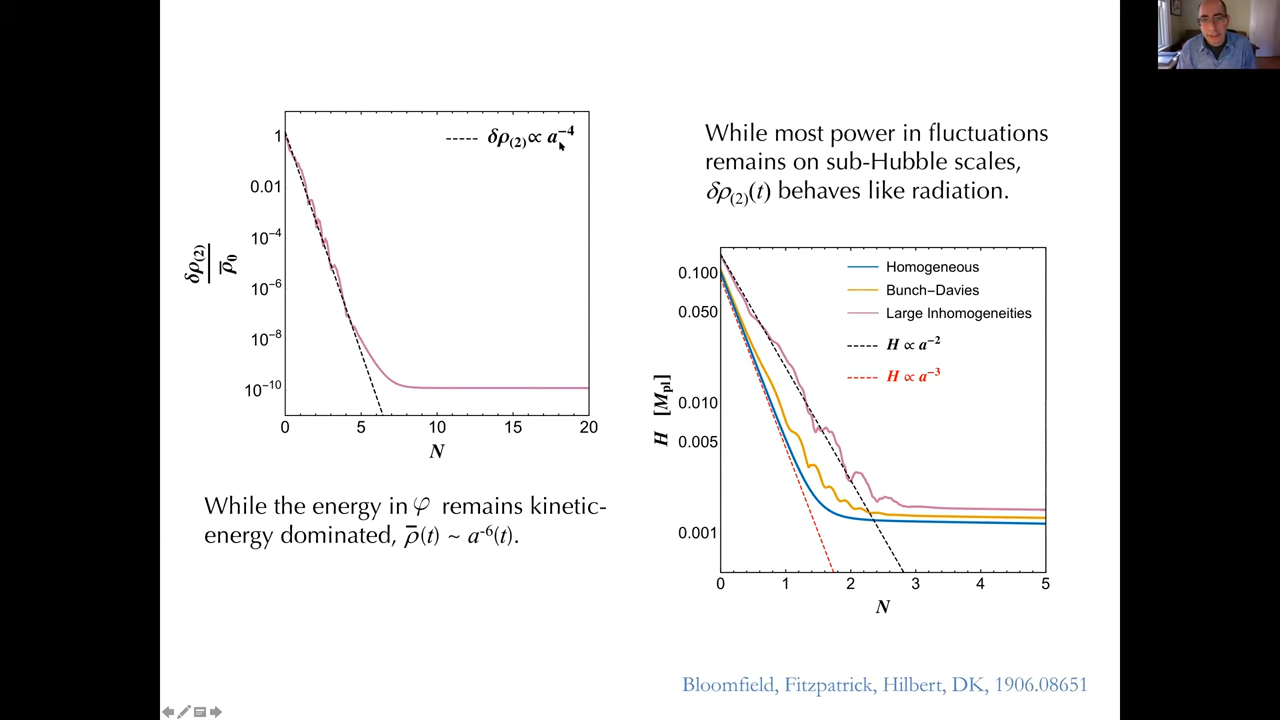 1
0.01
10⁻⁴
10⁻⁶
10⁻⁸
10⁻¹⁰
δρ₍₂₎ / ρ̄₀
δρ₍₂₎ ∝ a⁻⁴
0 5 10 15 20
N
While the energy in φ remains kinetic-
energy dominated, ρ̄(t) ~ a⁻⁶(t).
While most power in fluctuations
remains on sub-Hubble scales,
δρ₍₂₎(t) behaves like radiation.
0.100
0.050
0.010
0.005
0.001
H [Mₚₗ]
Homogeneous
Bunch–Davies
Large Inhomogeneities
H ∝ a⁻²
H ∝ a⁻³
0 1 2 3 4 5
N
Bloomfield, Fitzpatrick, Hilbert, DK, 1906.08651